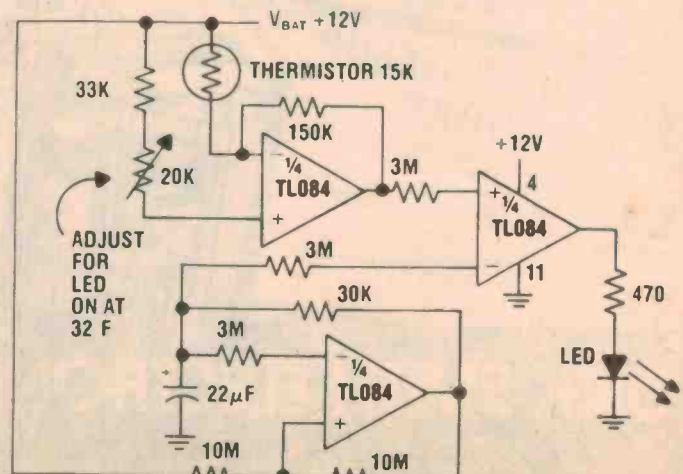 V_BAT +12V
THERMISTOR 15K
33K
150K
20K
-
¼
TL084
+
3M
+12V
4
+
¼
TL084
-
11
ADJUST
FOR
LED
ON AT
32 F
3M
30K
470
3M
-
¼
TL084
+
LED
+
22µF
10M
10M